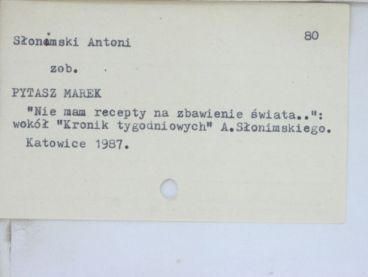 80
Słonimski Antoni
zob.
PYTASZ MAREK
"Nie mam recepty na zbawienie świata..":
wokół "Kronik tygodniowych" A.Słonimskiego.
Katowice 1987.